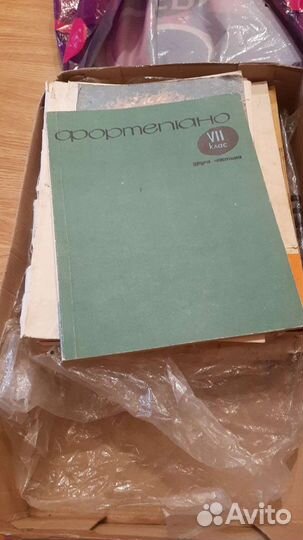 фортепіано
VII
клас
друга частина
Avito